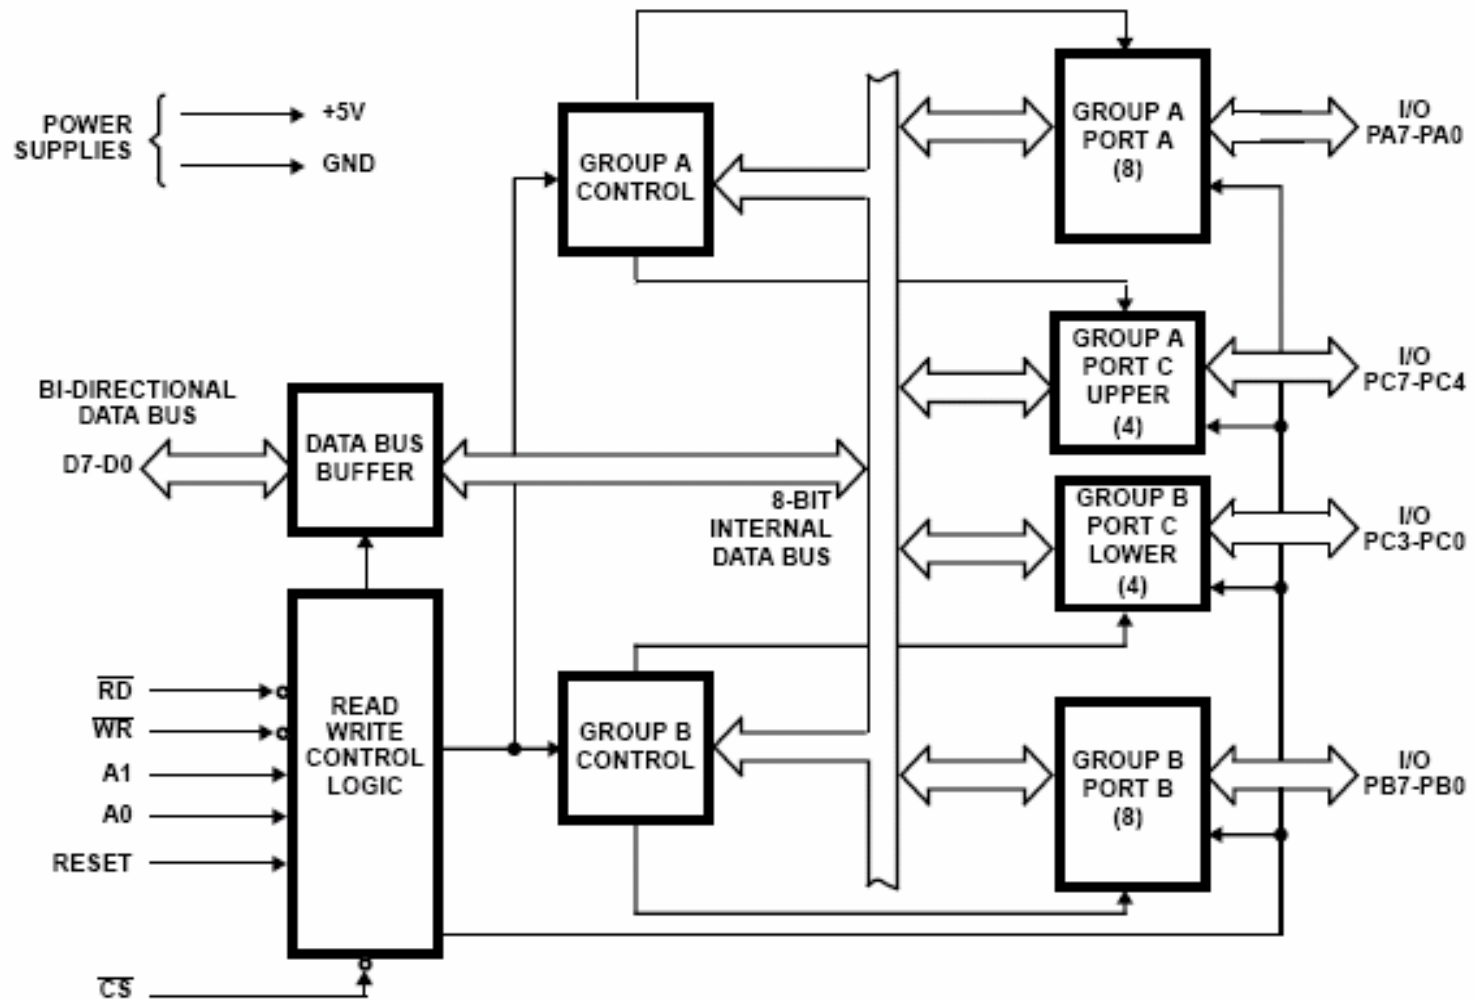 POWER
SUPPLIES
+5V
GND
GROUP A
CONTROL
GROUP A
PORT A
(8)
I/O
PA7-PA0
GROUP A
PORT C
UPPER
(4)
I/O
PC7-PC4
BI-DIRECTIONAL
DATA BUS
D7-D0
DATA BUS
BUFFER
8-BIT
INTERNAL
DATA BUS
GROUP B
PORT C
LOWER
(4)
I/O
PC3-PC0
RD
WR
A1
A0
RESET
CS
READ
WRITE
CONTROL
LOGIC
GROUP B
CONTROL
GROUP B
PORT B
(8)
I/O
PB7-PB0